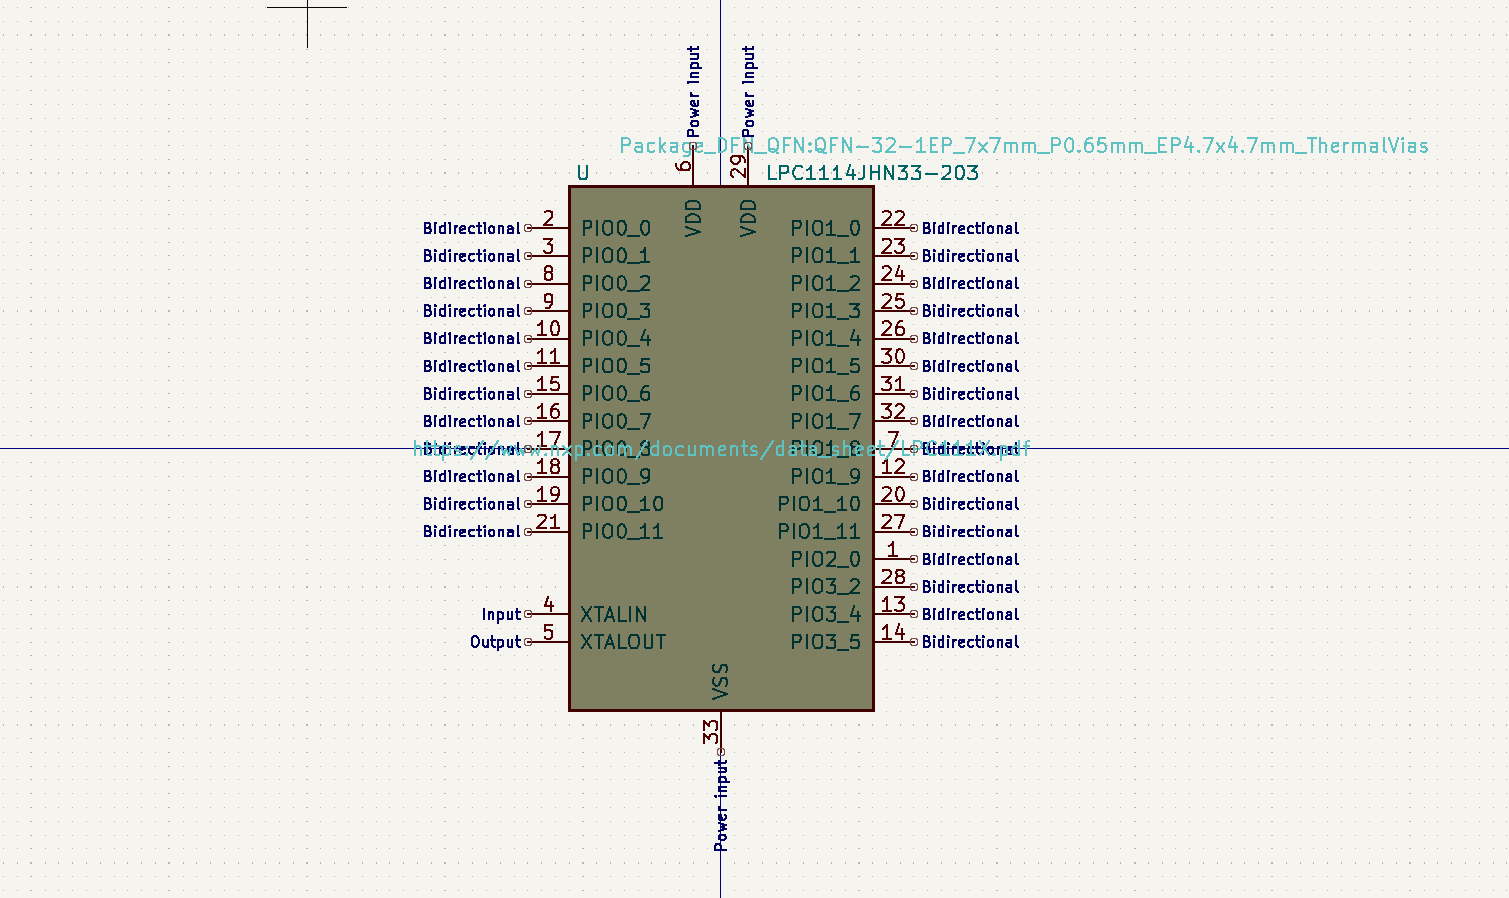 Power Input
Power Input
Package_DFN_QFN:QFN-32-1EP_7x7mm_P0.65mm_EP4.7x4.7mm_ThermalVias
6
29
U
LPC1114JHN33-203
VDD
VDD
Bidirectional 2 PIO0_0 PIO1_0 22 Bidirectional
Bidirectional 3 PIO0_1 PIO1_1 23 Bidirectional
Bidirectional 8 PIO0_2 PIO1_2 24 Bidirectional
Bidirectional 9 PIO0_3 PIO1_3 25 Bidirectional
Bidirectional 10 PIO0_4 PIO1_4 26 Bidirectional
Bidirectional 11 PIO0_5 PIO1_5 30 Bidirectional
Bidirectional 15 PIO0_6 PIO1_6 31 Bidirectional
Bidirectional 16 PIO0_7 PIO1_7 32 Bidirectional
Bidirectional 17 PIO0_8 PIO1_8 7 Bidirectional
https://www.nxp.com/documents/data_sheet/LPC111X.pdf
Bidirectional 18 PIO0_9 PIO1_9 12 Bidirectional
Bidirectional 19 PIO0_10 PIO1_10 20 Bidirectional
Bidirectional 21 PIO0_11 PIO1_11 27 Bidirectional
PIO2_0 1 Bidirectional
PIO3_2 28 Bidirectional
Input 4 XTALIN PIO3_4 13 Bidirectional
Output 5 XTALOUT PIO3_5 14 Bidirectional
VSS
33
Power Input